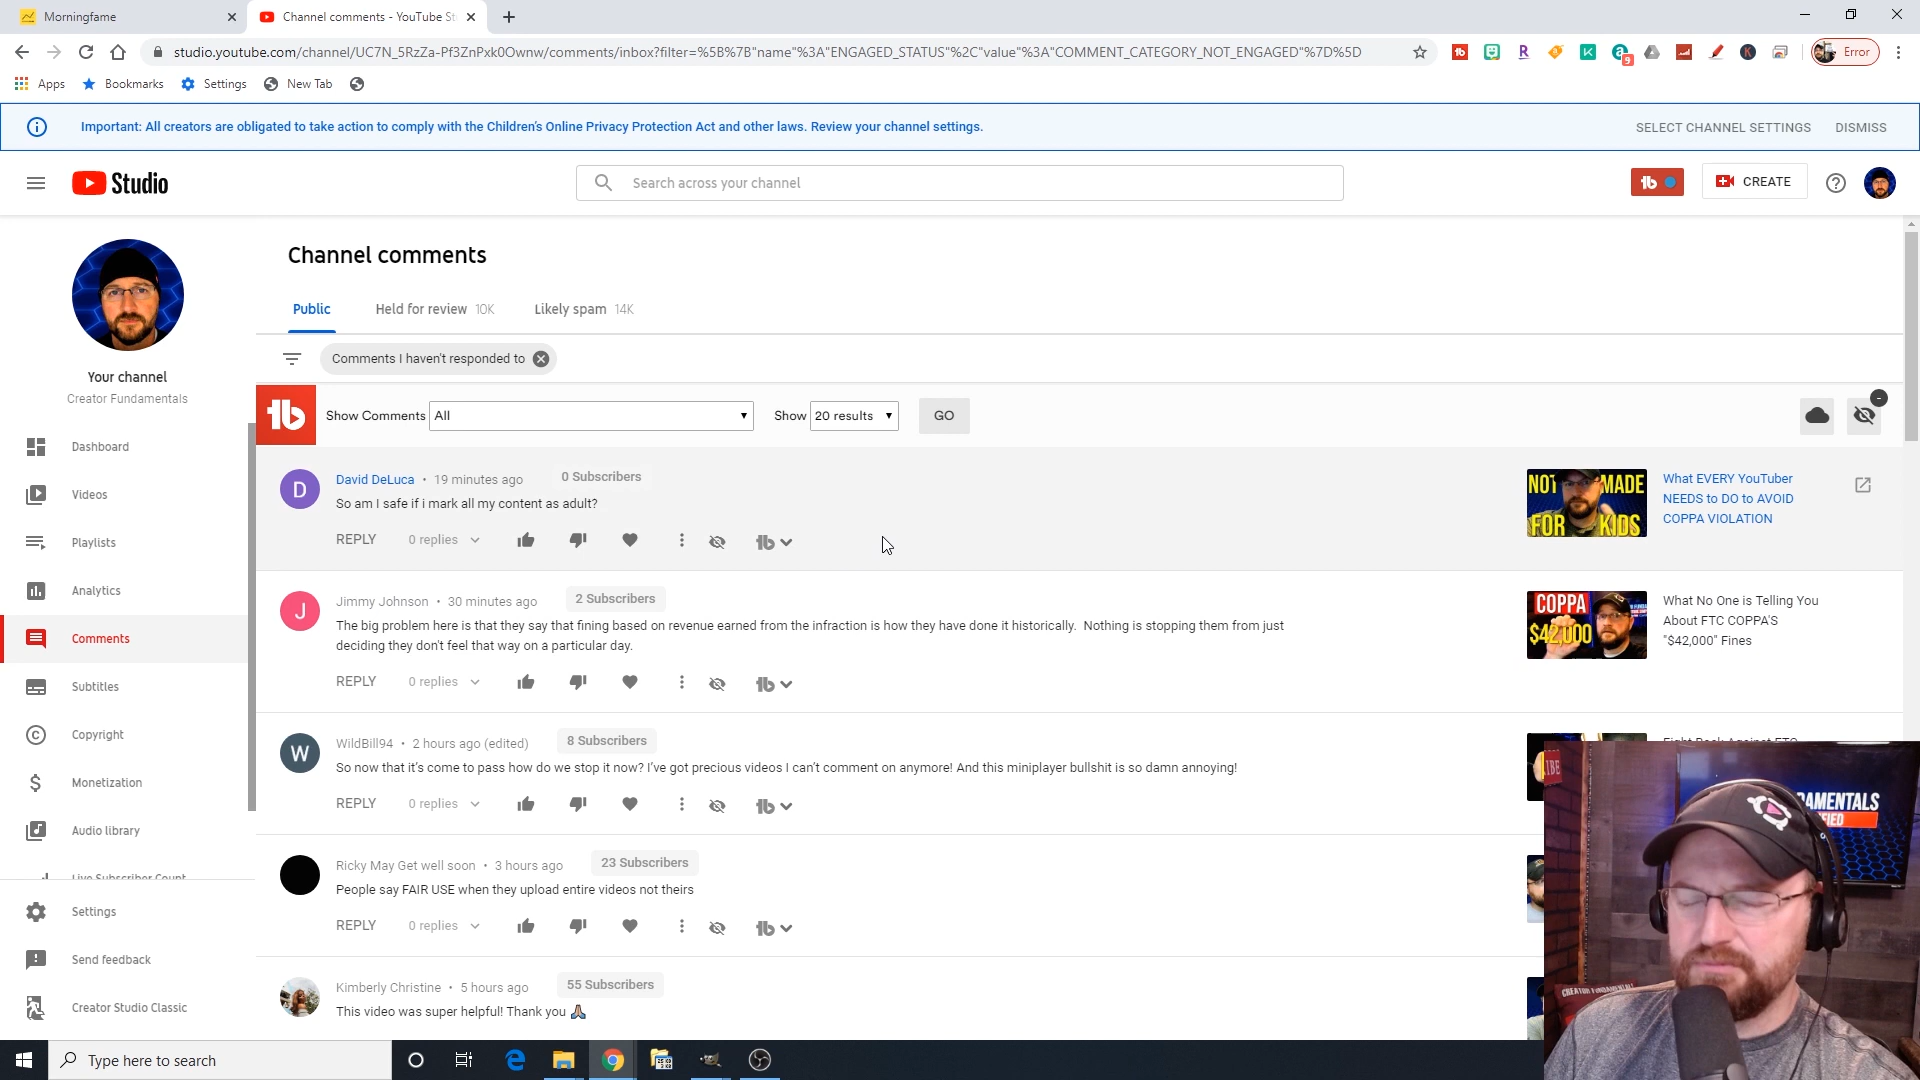 Morningfame
Channel comments - YouTube St
studio.youtube.com/channel/UC7N_5RzZa-Pf3ZnPxk0Ownw/comments/inbox?filter=%5B%7B"name"%3A"ENGAGED_STATUS"%2C"value"%3A"COMMENT_CATEGORY_NOT_ENGAGED"%7D%5D
9
Error
Apps
Bookmarks
Settings
New Tab
Important: All creators are obligated to take action to comply with the Children's Online Privacy Protection Act and other laws. Review your channel settings.
SELECT CHANNEL SETTINGS
DISMISS
Studio
Search across your channel
tb
CREATE
Your channel
Creator Fundamentals
Dashboard
Videos
Playlists
Analytics
Comments
Subtitles
Copyright
Monetization
Audio library
Live Subscriber Count
Settings
Send feedback
Creator Studio Classic
Channel comments
Public
Held for review 10K
Likely spam 14K
Comments I haven't responded to
tb Show Comments All Show 20 results GO
David DeLuca • 19 minutes ago 0 Subscribers
So am I safe if i mark all my content as adult?
REPLY 0 replies tb
NOT MADE
FOR KIDS
What EVERY YouTuber
NEEDS to DO to AVOID
COPPA VIOLATION
Jimmy Johnson • 30 minutes ago 2 Subscribers
The big problem here is that they say that fining based on revenue earned from the infraction is how they have done it historically. Nothing is stopping them from just
deciding they don't feel that way on a particular day.
REPLY 0 replies tb
COPPA
$42,000
What No One is Telling You
About FTC COPPA'S
"$42,000" Fines
WildBill94 • 2 hours ago (edited) 8 Subscribers
So now that it's come to pass how do we stop it now? I've got precious videos I can't comment on anymore! And this miniplayer bullshit is so damn annoying!
REPLY 0 replies tb
Ricky May Get well soon • 3 hours ago 23 Subscribers
People say FAIR USE when they upload entire videos not theirs
REPLY 0 replies tb
Kimberly Christine • 5 hours ago 55 Subscribers
This video was super helpful! Thank you 🙏🏼
Type here to search